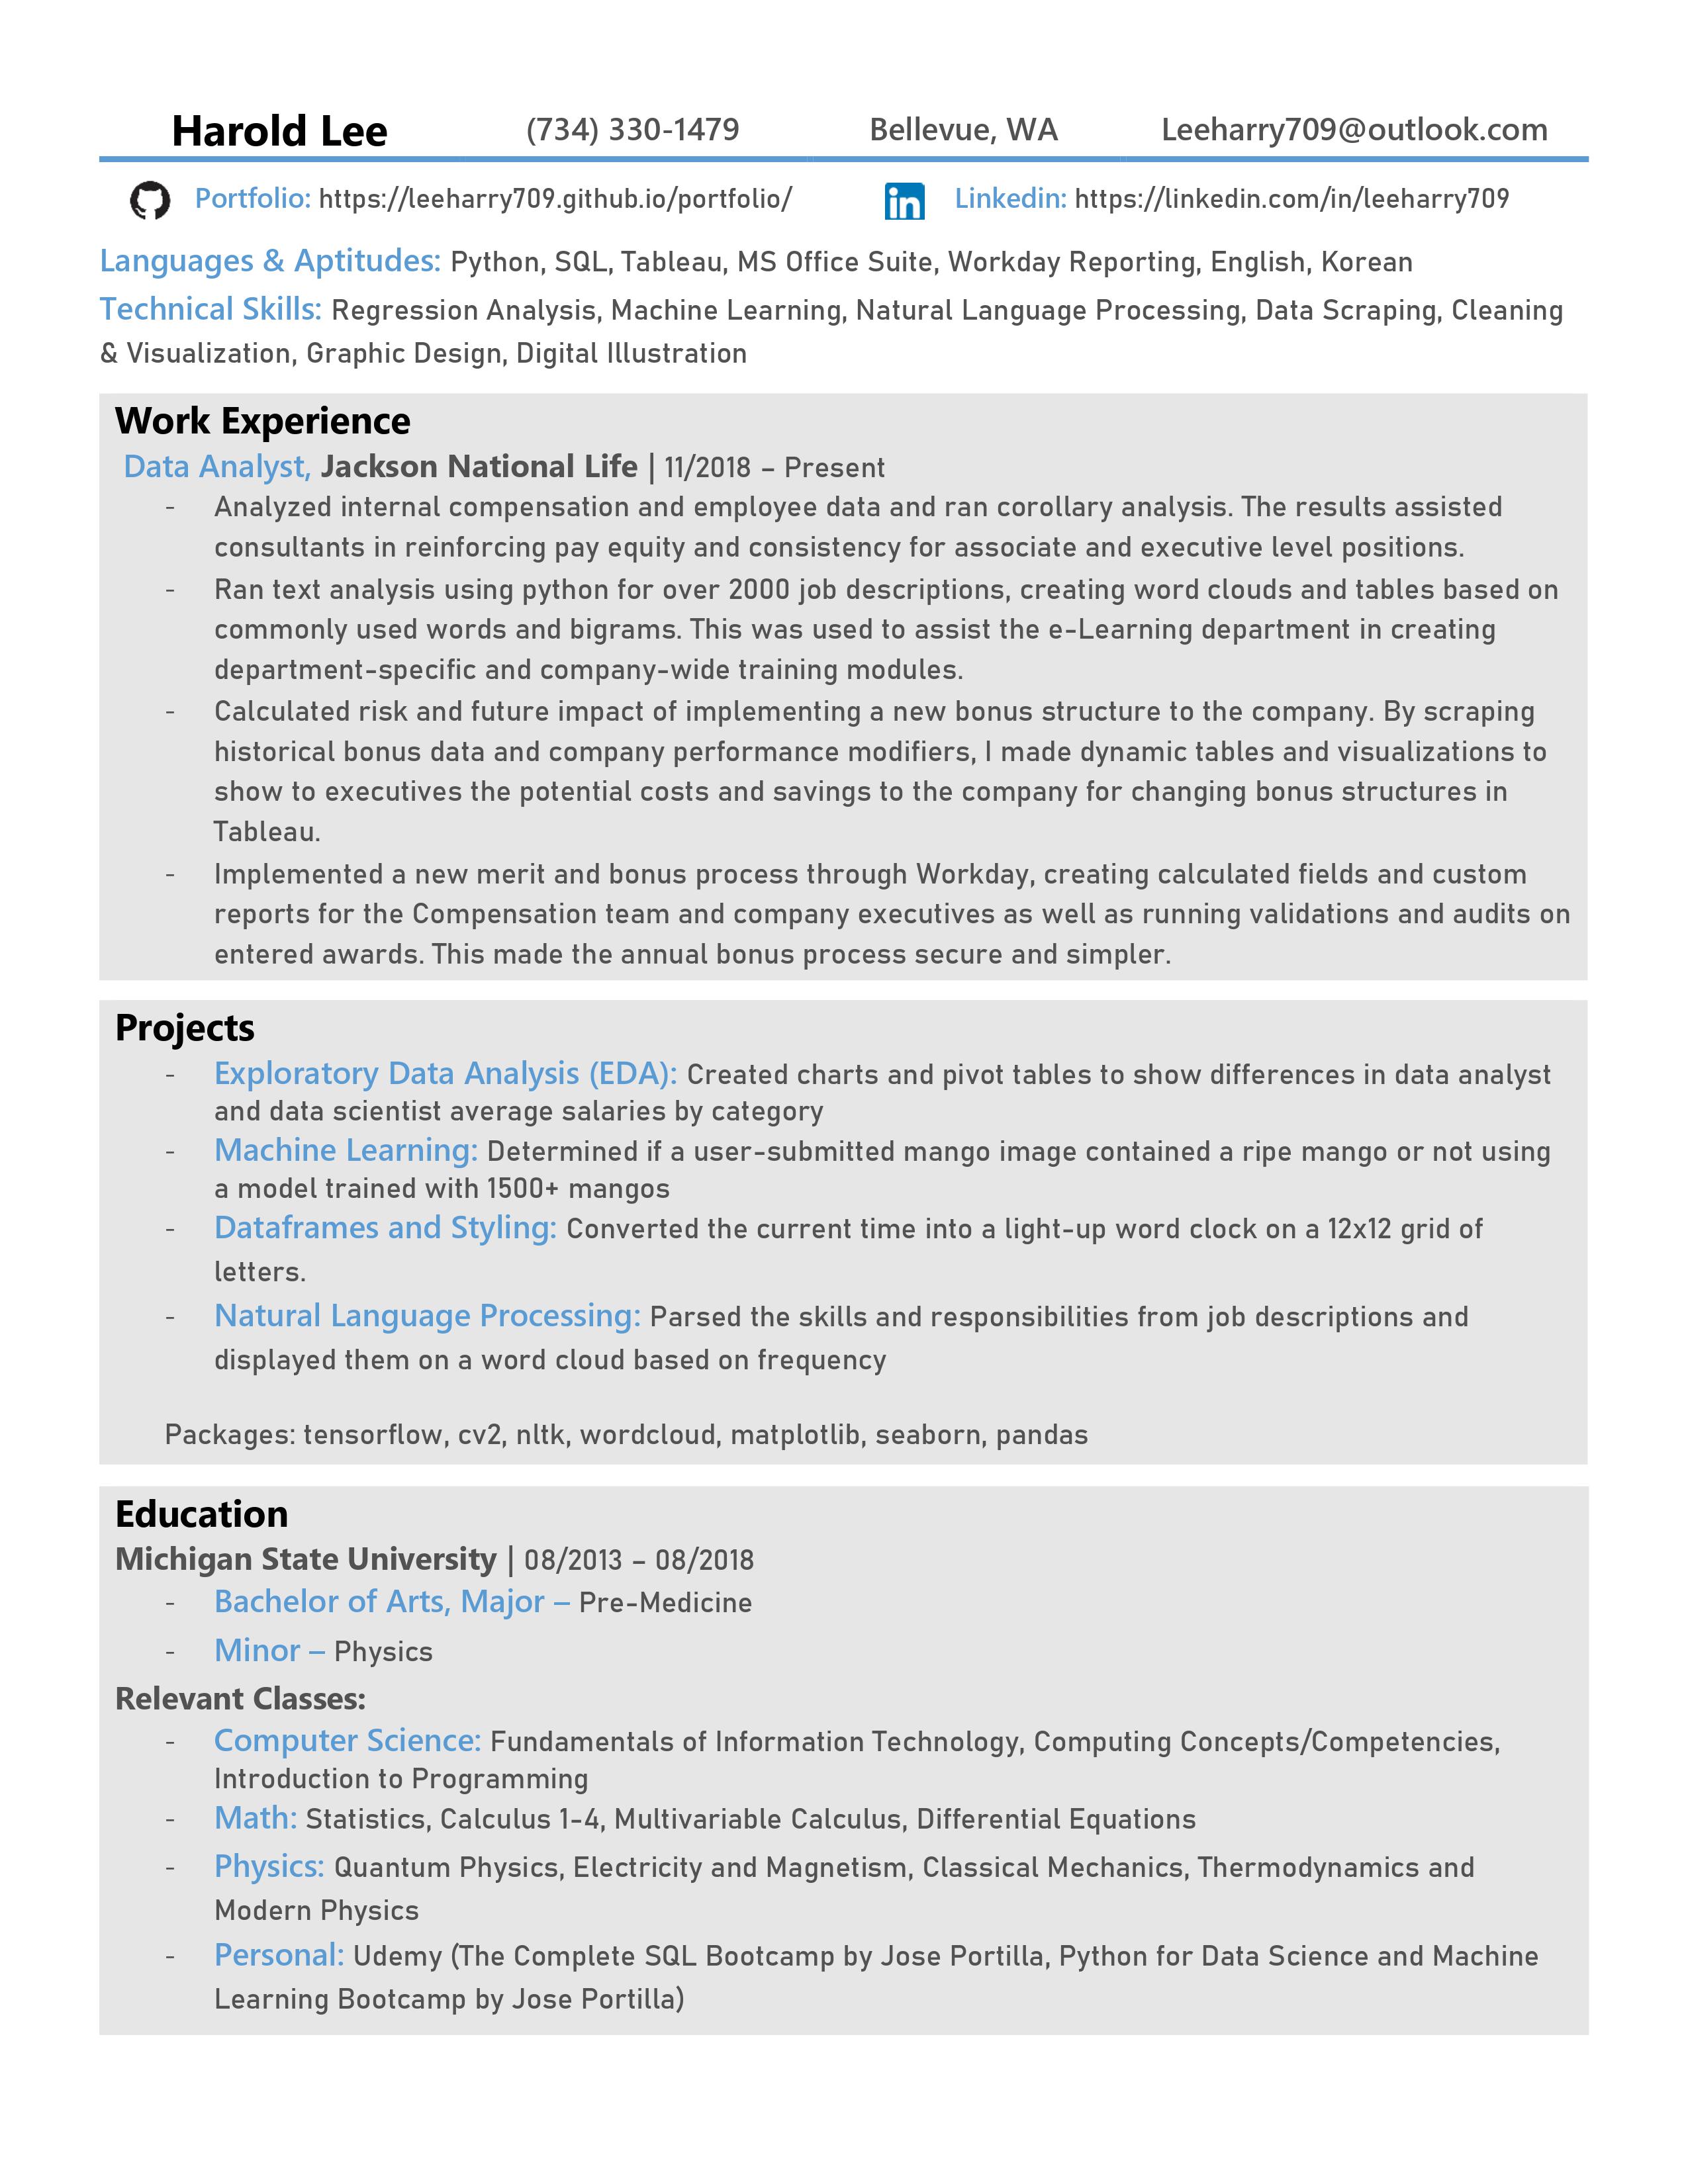 Harold Lee (734) 330-1479 Bellevue, WA Leeharry709@outlook.com
Portfolio: https://leeharry709.github.io/portfolio/ in Linkedin: https://linkedin.com/in/leeharry709
Languages & Aptitudes: Python, SQL, Tableau, MS Office Suite, Workday Reporting, English, Korean
Technical Skills: Regression Analysis, Machine Learning, Natural Language Processing, Data Scraping, Cleaning
& Visualization, Graphic Design, Digital Illustration
Work Experience
Data Analyst, Jackson National Life | 11/2018 – Present
- Analyzed internal compensation and employee data and ran corollary analysis. The results assisted
consultants in reinforcing pay equity and consistency for associate and executive level positions.
- Ran text analysis using python for over 2000 job descriptions, creating word clouds and tables based on
commonly used words and bigrams. This was used to assist the e-Learning department in creating
department-specific and company-wide training modules.
- Calculated risk and future impact of implementing a new bonus structure to the company. By scraping
historical bonus data and company performance modifiers, I made dynamic tables and visualizations to
show to executives the potential costs and savings to the company for changing bonus structures in
Tableau.
- Implemented a new merit and bonus process through Workday, creating calculated fields and custom
reports for the Compensation team and company executives as well as running validations and audits on
entered awards. This made the annual bonus process secure and simpler.
Projects
- Exploratory Data Analysis (EDA): Created charts and pivot tables to show differences in data analyst
and data scientist average salaries by category
- Machine Learning: Determined if a user-submitted mango image contained a ripe mango or not using
a model trained with 1500+ mangos
- Dataframes and Styling: Converted the current time into a light-up word clock on a 12x12 grid of
letters.
- Natural Language Processing: Parsed the skills and responsibilities from job descriptions and
displayed them on a word cloud based on frequency
Packages: tensorflow, cv2, nltk, wordcloud, matplotlib, seaborn, pandas
Education
Michigan State University | 08/2013 – 08/2018
- Bachelor of Arts, Major – Pre-Medicine
- Minor – Physics
Relevant Classes:
- Computer Science: Fundamentals of Information Technology, Computing Concepts/Competencies,
Introduction to Programming
- Math: Statistics, Calculus 1-4, Multivariable Calculus, Differential Equations
- Physics: Quantum Physics, Electricity and Magnetism, Classical Mechanics, Thermodynamics and
Modern Physics
- Personal: Udemy (The Complete SQL Bootcamp by Jose Portilla, Python for Data Science and Machine
Learning Bootcamp by Jose Portilla)